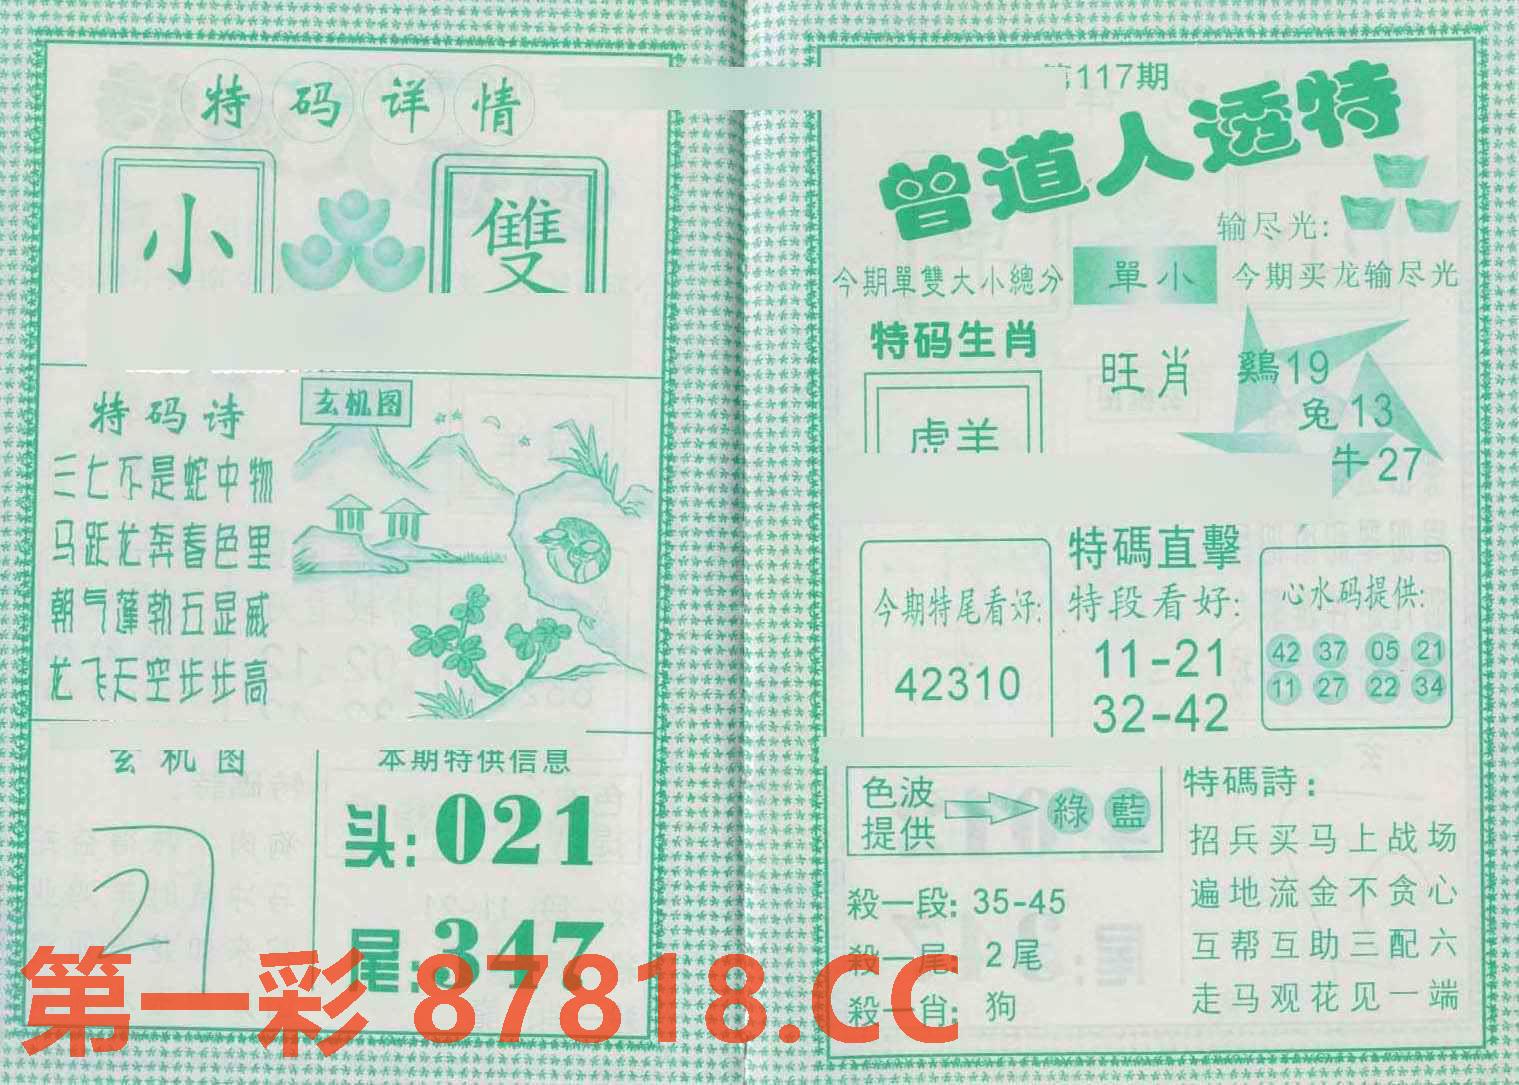 特码详情
小
雙
特码诗
三七不是蛇中物
马跃龙奔春色里
朝气蓬勃五显威
龙飞天空步步高
玄机图
玄机图
本期特供信息
头:021
尾:347
第117期
曾道人透特
输尽光:
今期單雙大小總分
單小
今期买龙输尽光
特码生肖
虎羊
旺肖
鷄19
兔13
牛27
今期特尾看好:
42310
特碼直擊
特段看好:
11-21
32-42
心水码提供:
42 37 05 21
11 27 22 34
色波
提供
綠 藍
殺一段: 35-45
殺一尾: 2尾
殺一肖: 狗
特碼詩:
招兵买马上战场
遍地流金不贪心
互帮互助三配六
走马观花见一端
第一彩 87818.CC